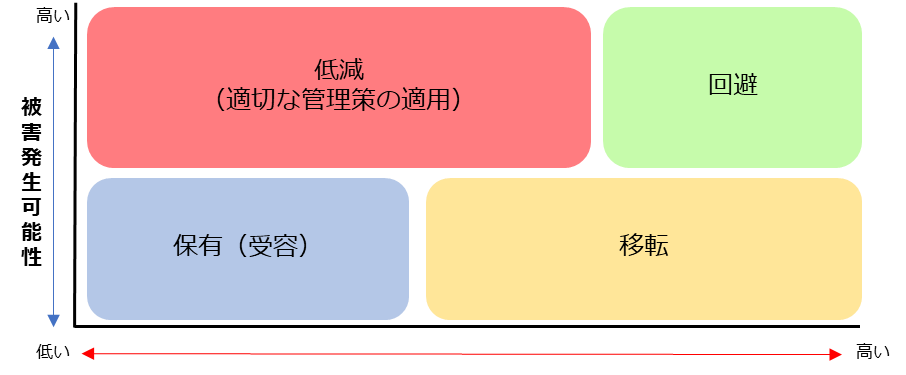 高い
低減
（適切な管理策の適用）
回避
被害発生可能性
保有（受容）
移転
低い
高い